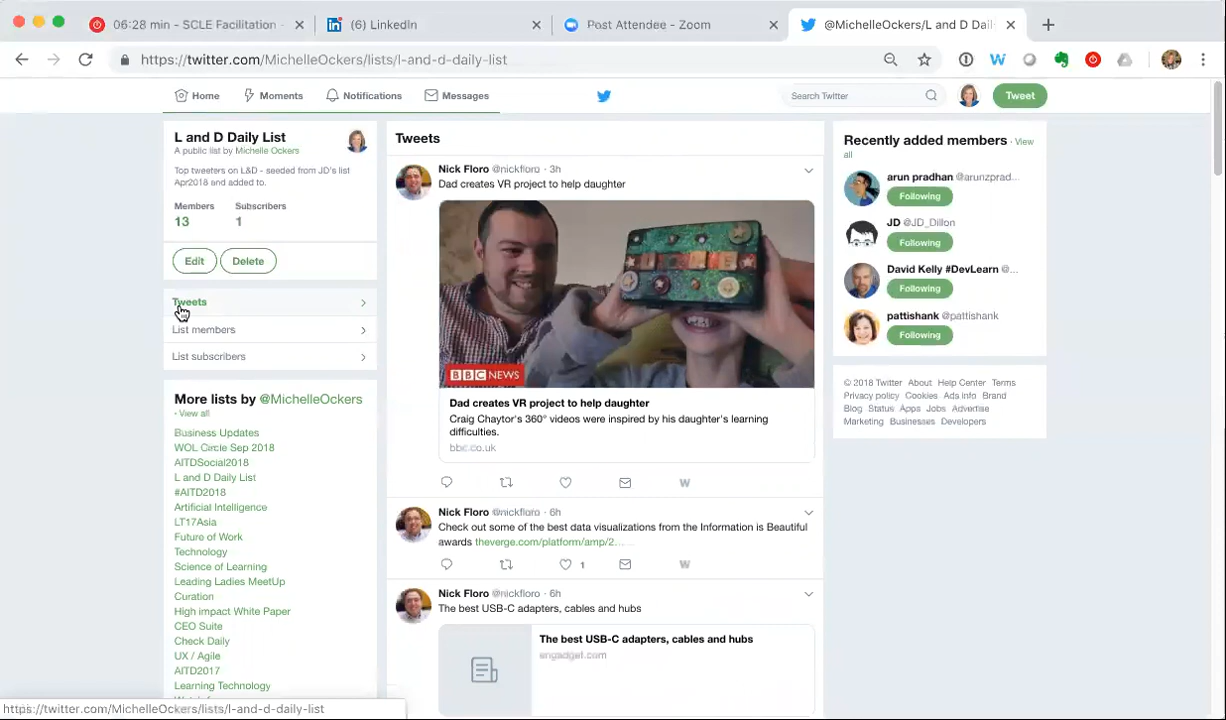 06:28 min - SCLE Facilitation -
(6) LinkedIn
Post Attendee - Zoom
@MichelleOckers/L and D Dail
https://twitter.com/MichelleOckers/lists/l-and-d-daily-list
Home
Moments
Notifications
Messages
Search Twitter
Tweet
L and D Daily List
A public list by Michelle Ockers
Top tweeters on L&D - seeded from JD's list
Apr2018 and added to.
Members Subscribers
13 1
Edit Delete
Tweets
List members
List subscribers
More lists by @MichelleOckers
· View all
Business Updates
WOL Circle Sep 2018
AITDSocial2018
L and D Daily List
#AITD2018
Artificial Intelligence
LT17Asia
Future of Work
Technology
Science of Learning
Leading Ladies MeetUp
Curation
High impact White Paper
CEO Suite
Check Daily
UX / Agile
AITD2017
Learning Technology
https://twitter.com/MichelleOckers/lists/l-and-d-daily-list
Tweets
Nick Floro @nickfloro · 3h
Dad creates VR project to help daughter
BBC NEWS
Dad creates VR project to help daughter
Craig Chaytor's 360° videos were inspired by his daughter's learning
difficulties.
bbc.co.uk
W
Nick Floro @nickfloro · 6h
Check out some of the best data visualizations from the Information is Beautiful
awards theverge.com/platform/amp/2...
1
W
Nick Floro @nickfloro · 6h
The best USB-C adapters, cables and hubs
The best USB-C adapters, cables and hubs
engadget.com
Recently added members · View
all
arun pradhan @arunzprad...
Following
JD @JD_Dillon
Following
David Kelly #DevLearn @...
Following
pattishank @pattishank
Following
© 2018 Twitter About Help Center Terms
Privacy policy Cookies Ads info Brand
Blog Status Apps Jobs Advertise
Marketing Businesses Developers